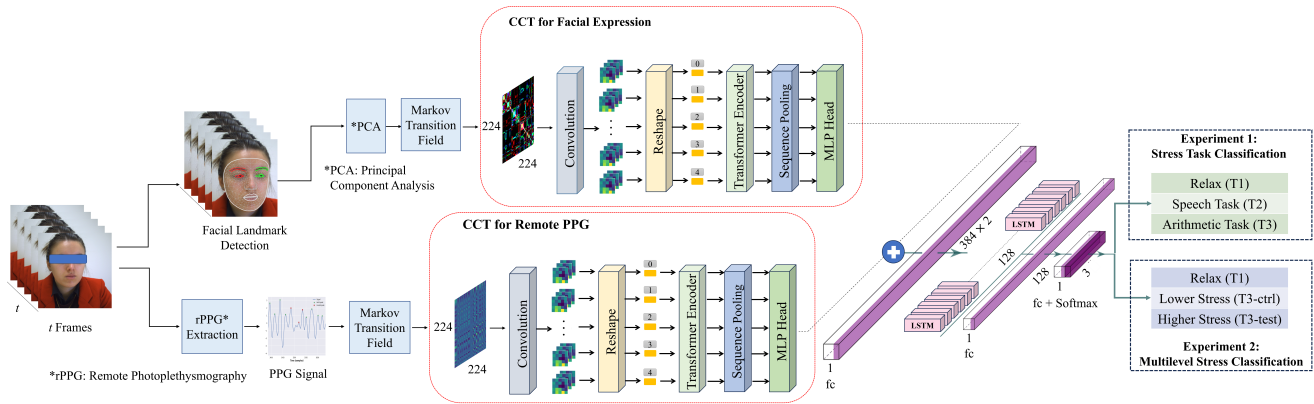 CCT for Facial Expression
*PCA
Markov
Transition
Field
*PCA: Principal
Component Analysis
224
224
Convolution
Reshape
0
1
2
3
4
Transformer Encoder
Sequence Pooling
MLP Head
Facial Landmark
Detection
t
t Frames
rPPG*
Extraction
PPG Signal
*rPPG: Remote Photoplethysmography
Markov
Transition
Field
CCT for Remote PPG
224
224
Convolution
Reshape
0
1
2
3
4
Transformer Encoder
Sequence Pooling
MLP Head
384 × 2
1
fc
LSTM
LSTM
128
1
fc
128
1
3
fc + Softmax
Experiment 1:
Stress Task Classification
Relax (T1)
Speech Task (T2)
Arithmetic Task (T3)
Relax (T1)
Lower Stress (T3-ctrl)
Higher Stress (T3-test)
Experiment 2:
Multilevel Stress Classification